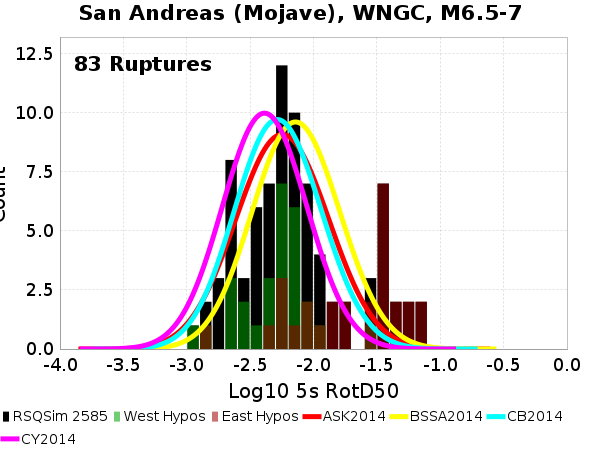 San Andreas (Mojave), WNGC, M6.5-7
83 Ruptures
12.5
10.0
7.5
5.0
2.5
0.0
Count
-4.0 -3.5 -3.0 -2.5 -2.0 -1.5 -1.0 -0.5 0.0
Log10 5s RotD50
RSQSim 2585 West Hypos East Hypos ASK2014 BSSA2014 CB2014
CY2014